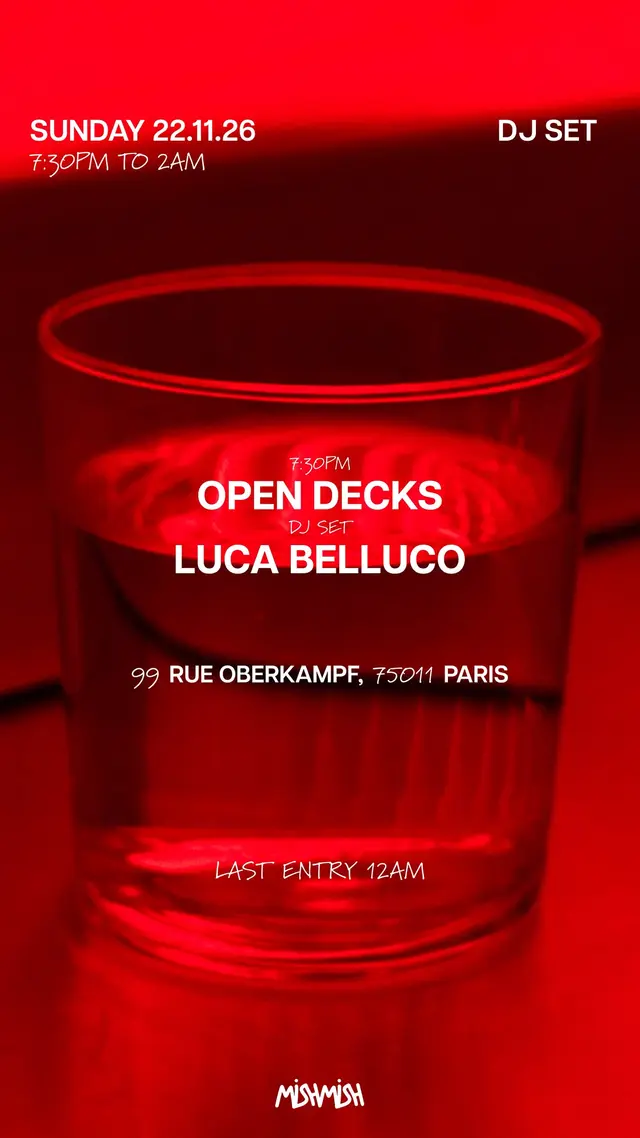 SUNDAY 22.11.26
DJ SET
7:30PM TO 2AM
7:30PM
OPEN DECKS
DJ SET
LUCA BELLUCO
99 RUE OBERKAMPF, 75011 PARIS
LAST ENTRY 12AM
MiSHMiSH